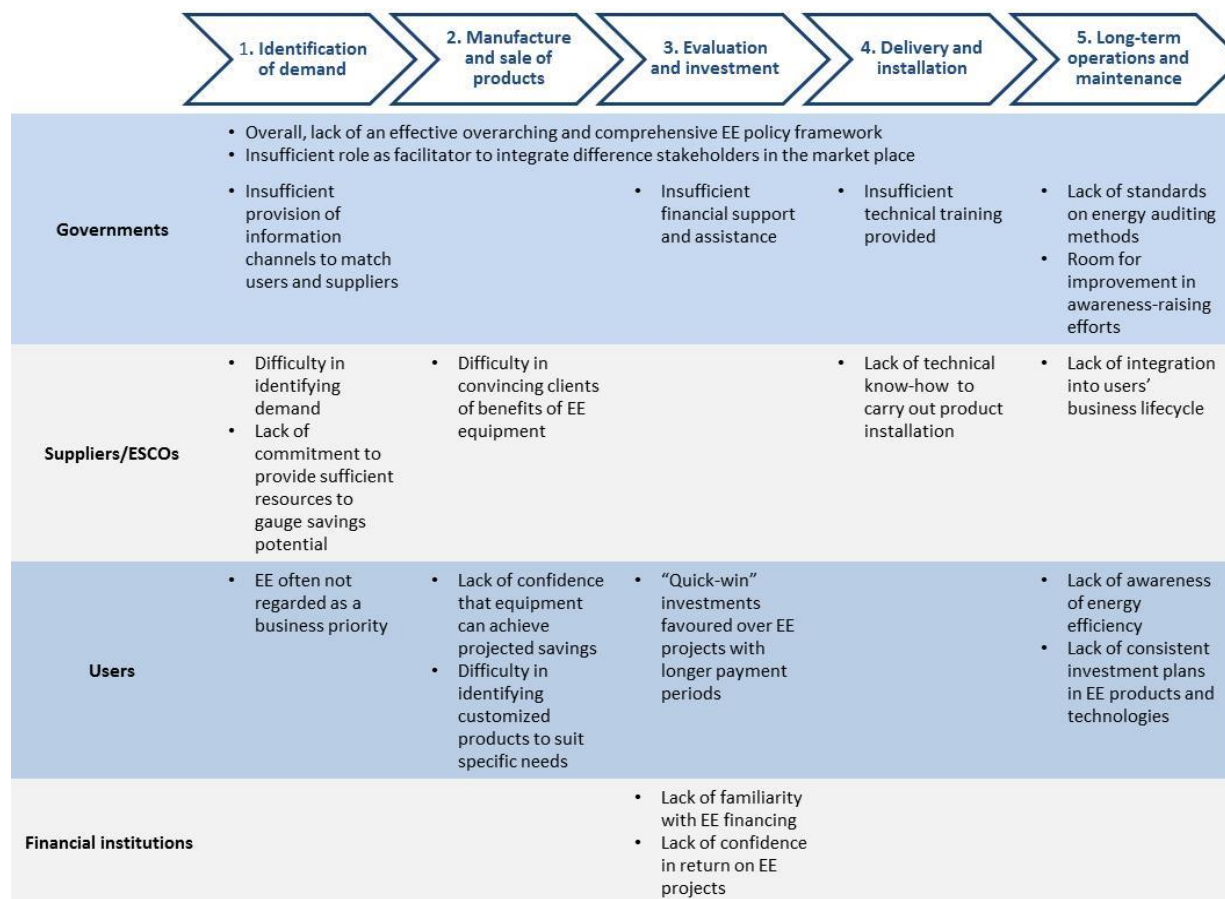 1. Identification
of demand
2. Manufacture
and sale of
products
3. Evaluation
and investment
4. Delivery and
installation
5. Long-term
operations and
maintenance
Governments
• Overall, lack of an effective overarching and comprehensive EE policy framework
• Insufficient role as facilitator to integrate difference stakeholders in the market place
• Insufficient
provision of
information
channels to match
users and suppliers
• Insufficient
financial support
and assistance
• Insufficient
technical training
provided
• Lack of standards
on energy auditing
methods
• Room for
improvement in
awareness-raising
efforts
Suppliers/ESCOs
• Difficulty in
identifying
demand
• Lack of
commitment to
provide sufficient
resources to
gauge savings
potential
• Difficulty in
convincing clients
of benefits of EE
equipment
• Lack of technical
know-how to
carry out product
installation
• Lack of integration
into users’
business lifecycle
Users
• EE often not
regarded as a
business priority
• Lack of confidence
that equipment
can achieve
projected savings
• Difficulty in
identifying
customized
products to suit
specific needs
• “Quick-win”
investments
favoured over EE
projects with
longer payment
periods
• Lack of awareness
of energy
efficiency
• Lack of consistent
investment plans
in EE products and
technologies
Financial institutions
• Lack of familiarity
with EE financing
• Lack of confidence
in return on EE
projects